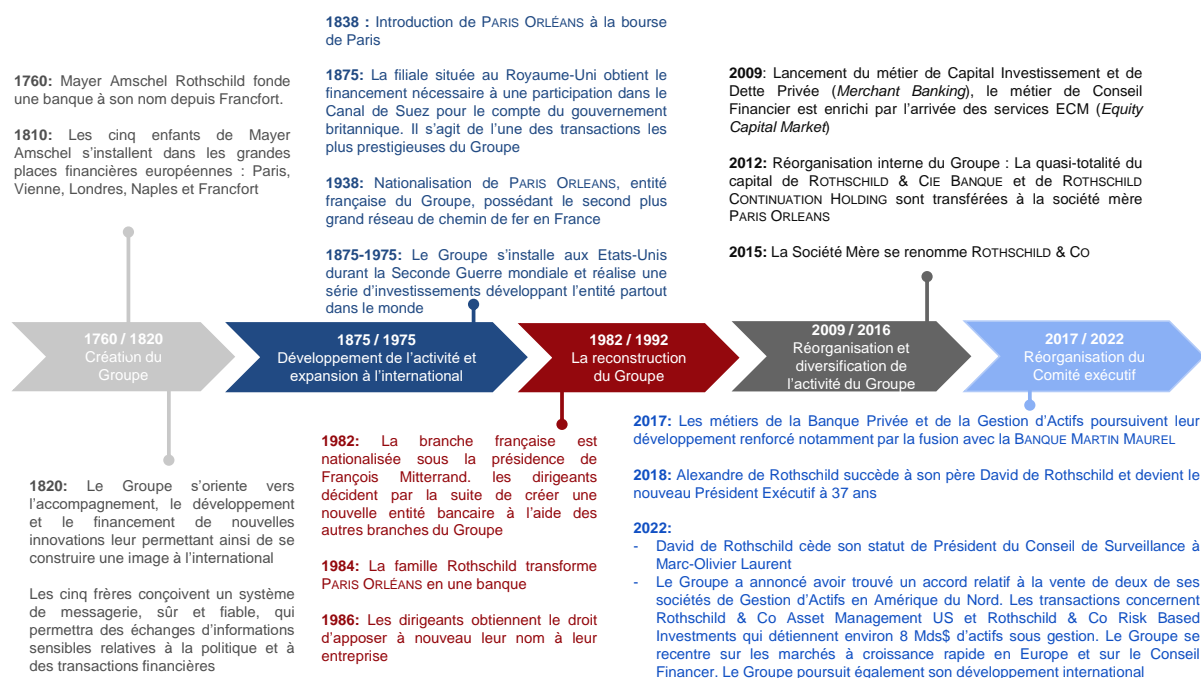 1760: Mayer Amschel Rothschild fonde
une banque à son nom depuis Francfort.
1810: Les cinq enfants de Mayer
Amschel s’installent dans les grandes
places financières européennes : Paris,
Vienne, Londres, Naples et Francfort
1838 : Introduction de PARIS ORLÉANS à la bourse
de Paris
1875: La filiale située au Royaume-Uni obtient le
financement nécessaire à une participation dans le
Canal de Suez pour le compte du gouvernement
britannique. Il s’agit de l’une des transactions les
plus prestigieuses du Groupe
1938: Nationalisation de PARIS ORLEANS, entité
française du Groupe, possédant le second plus
grand réseau de chemin de fer en France
1875-1975: Le Groupe s’installe aux Etats-Unis
durant la Seconde Guerre mondiale et réalise une
série d’investissements développant l’entité partout
dans le monde
2009: Lancement du métier de Capital Investissement et de
Dette Privée (Merchant Banking), le métier de Conseil
Financier est enrichi par l’arrivée des services ECM (Equity
Capital Market)
2012: Réorganisation interne du Groupe : La quasi-totalité du
capital de ROTHSCHILD & CIE BANQUE et de ROTHSCHILD
CONTINUATION HOLDING sont transférées à la société mère
PARIS ORLEANS
2015: La Société Mère se renomme ROTHSCHILD & CO
1760 / 1820
Création du
Groupe
1875 / 1975
Développement de l’activité et
expansion à l’international
1982 / 1992
La reconstruction
du Groupe
2009 / 2016
Réorganisation et
diversification de
l’activité du Groupe
2017 / 2022
Réorganisation du
Comité exécutif
1820: Le Groupe s’oriente vers
l’accompagnement, le développement
et le financement de nouvelles
innovations leur permettant ainsi de se
construire une image à l’international
Les cinq frères conçoivent un système
de messagerie, sûr et fiable, qui
permettra des échanges d’informations
sensibles relatives à la politique et à
des transactions financières
1982: La branche française est
nationalisée sous la présidence de
François Mitterrand. les dirigeants
décident par la suite de créer une
nouvelle entité bancaire à l’aide des
autres branches du Groupe
1984: La famille Rothschild transforme
PARIS ORLÉANS en une banque
1986: Les dirigeants obtiennent le droit
d’apposer à nouveau leur nom à leur
entreprise
2017: Les métiers de la Banque Privée et de la Gestion d’Actifs poursuivent leur
développement renforcé notamment par la fusion avec la BANQUE MARTIN MAUREL
2018: Alexandre de Rothschild succède à son père David de Rothschild et devient le
nouveau Président Exécutif à 37 ans
2022:
- David de Rothschild cède son statut de Président du Conseil de Surveillance à
Marc-Olivier Laurent
- Le Groupe a annoncé avoir trouvé un accord relatif à la vente de deux de ses
sociétés de Gestion d’Actifs en Amérique du Nord. Les transactions concernent
Rothschild & Co Asset Management US et Rothschild & Co Risk Based
Investments qui détiennent environ 8 Mds$ d’actifs sous gestion. Le Groupe se
recentre sur les marchés à croissance rapide en Europe et sur le Conseil
Financer. Le Groupe poursuit également son développement international